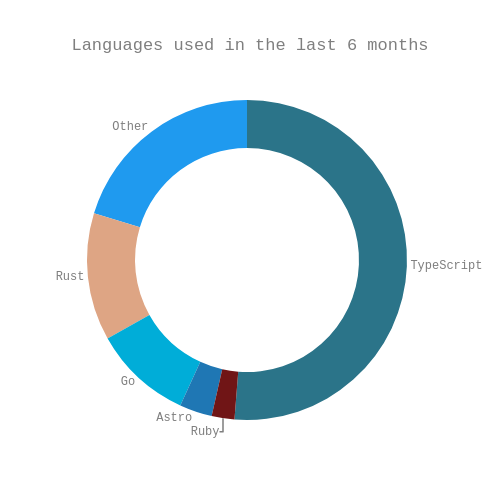 Languages used in the last 6 months
Other
TypeScript
Rust
Go
Astro
Ruby